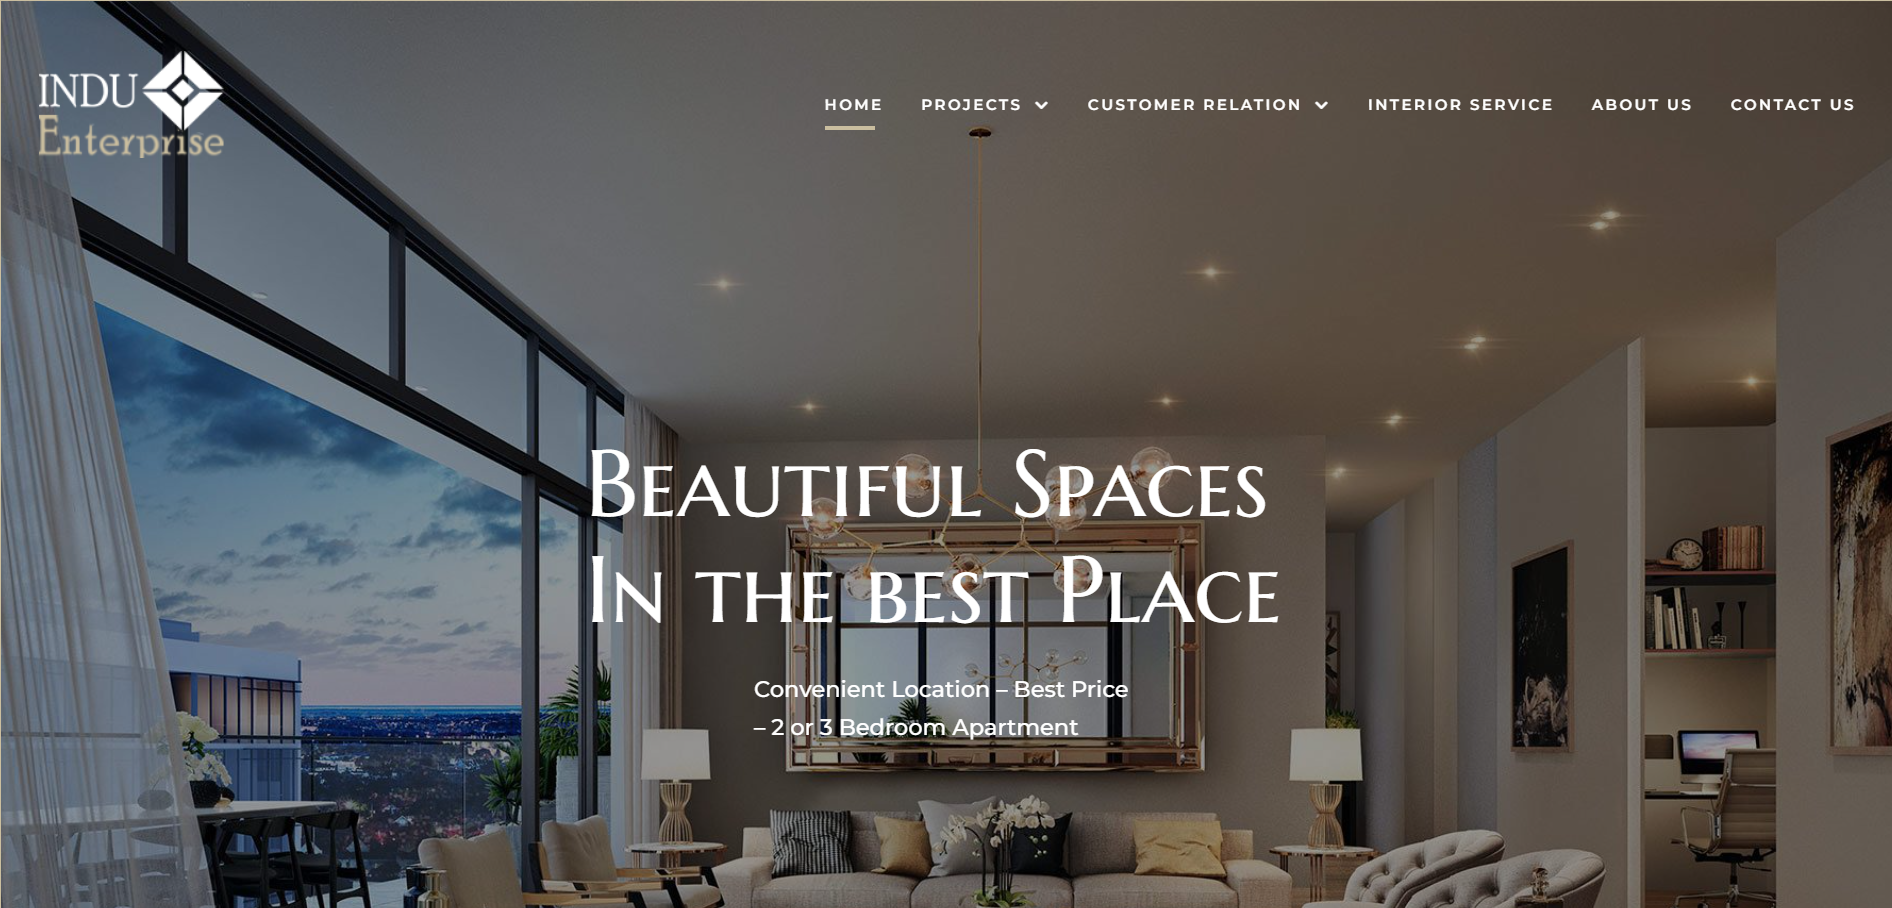 INDU
Enterprise
HOME PROJECTS CUSTOMER RELATION INTERIOR SERVICE ABOUT US CONTACT US
Beautiful Spaces
In the best Place
Convenient Location – Best Price
– 2 or 3 Bedroom Apartment